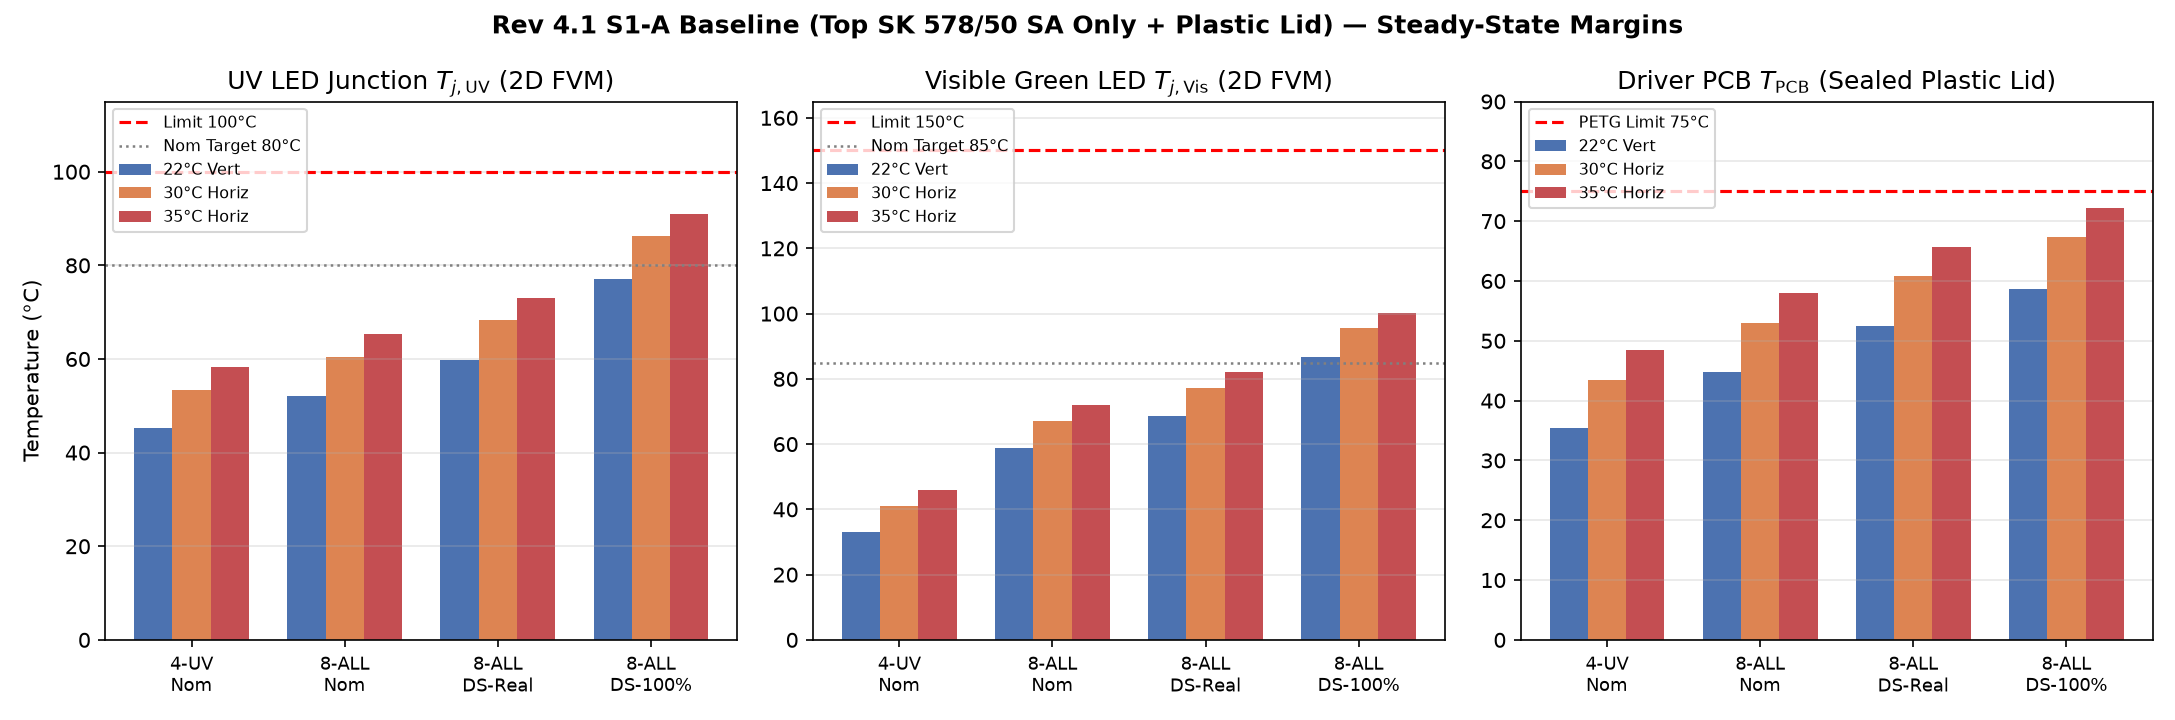 Rev 4.1 S1-A Baseline (Top SK 578/50 SA Only + Plastic Lid) — Steady-State Margins
UV LED Junction Tj, UV (2D FVM)
Temperature (°C)
100
80
60
40
20
0
Limit 100°C
Nom Target 80°C
22°C Vert
30°C Horiz
35°C Horiz
4-UV
Nom
8-ALL
Nom
8-ALL
DS-Real
8-ALL
DS-100%
Visible Green LED Tj, Vis (2D FVM)
160
140
120
100
80
60
40
20
0
Limit 150°C
Nom Target 85°C
22°C Vert
30°C Horiz
35°C Horiz
4-UV
Nom
8-ALL
Nom
8-ALL
DS-Real
8-ALL
DS-100%
Driver PCB TPCB (Sealed Plastic Lid)
90
80
70
60
50
40
30
20
10
0
PETG Limit 75°C
22°C Vert
30°C Horiz
35°C Horiz
4-UV
Nom
8-ALL
Nom
8-ALL
DS-Real
8-ALL
DS-100%